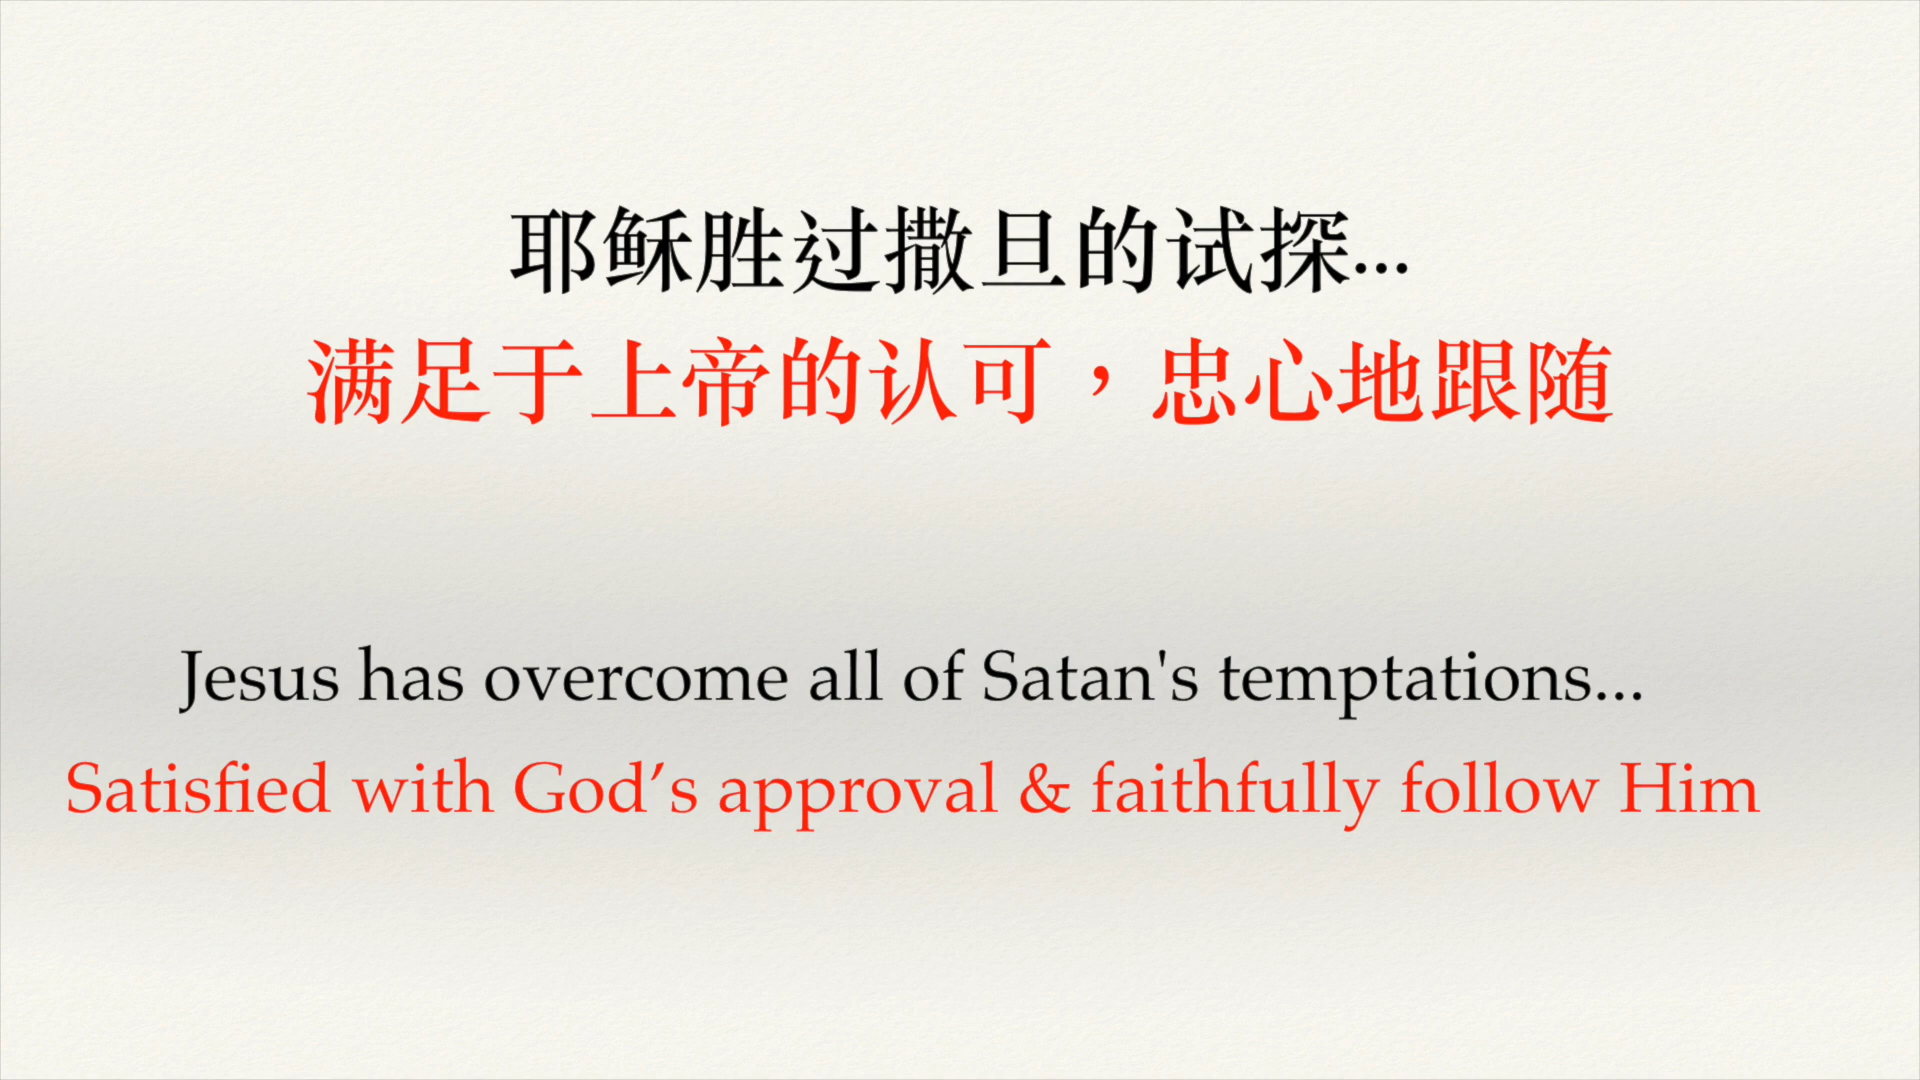 耶稣胜过撒旦的试探...
满足于上帝的认可，忠心地跟随
Jesus has overcome all of Satan's temptations...
Satisfied with God’s approval & faithfully follow Him